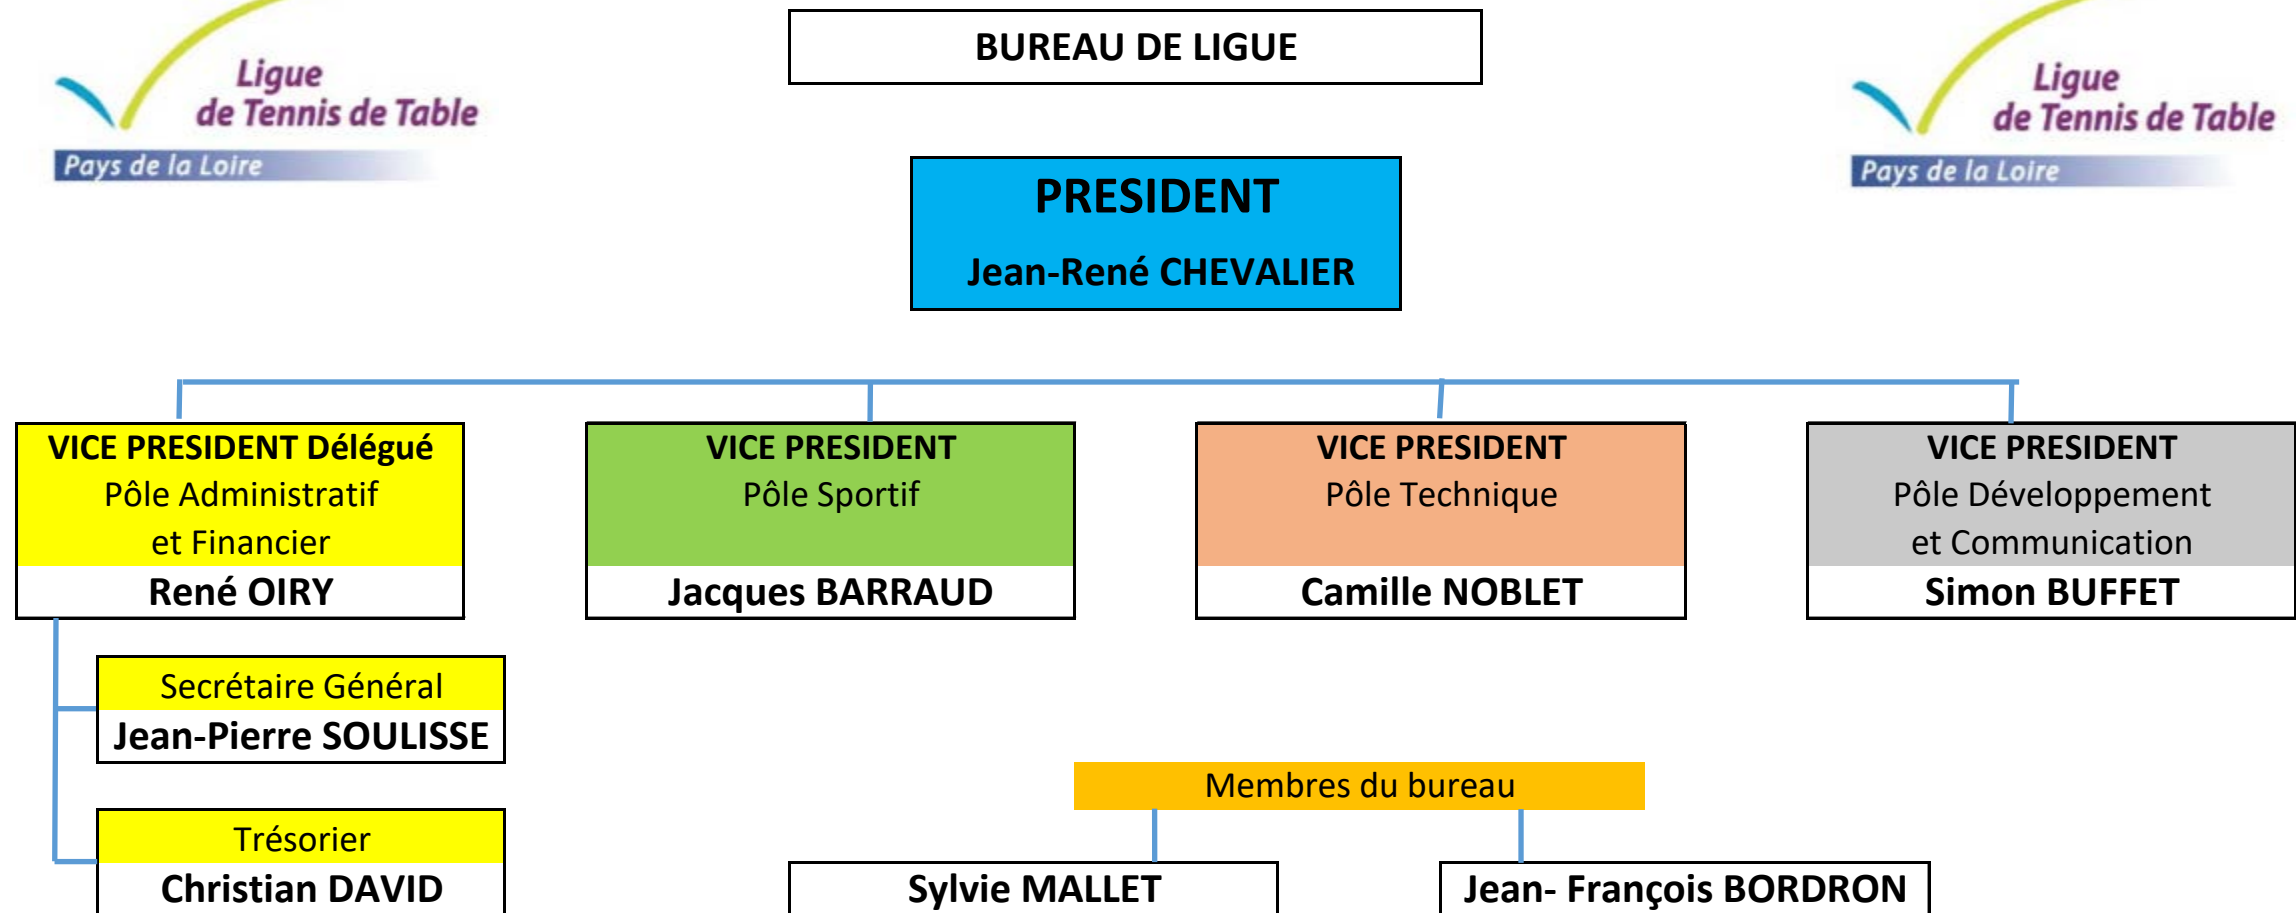 Ligue
de Tennis de Table
Pays de la Loire
BUREAU DE LIGUE
Ligue
de Tennis de Table
Pays de la Loire
PRESIDENT
Jean-René CHEVALIER
VICE PRESIDENT Délégué
Pôle Administratif
et Financier
René OIRY
VICE PRESIDENT
Pôle Sportif
Jacques BARRAUD
VICE PRESIDENT
Pôle Technique
Camille NOBLET
VICE PRESIDENT
Pôle Développement
et Communication
Simon BUFFET
Secrétaire Général
Jean-Pierre SOULISSE
Trésorier
Christian DAVID
Membres du bureau
Sylvie MALLET
Jean- François BORDRON